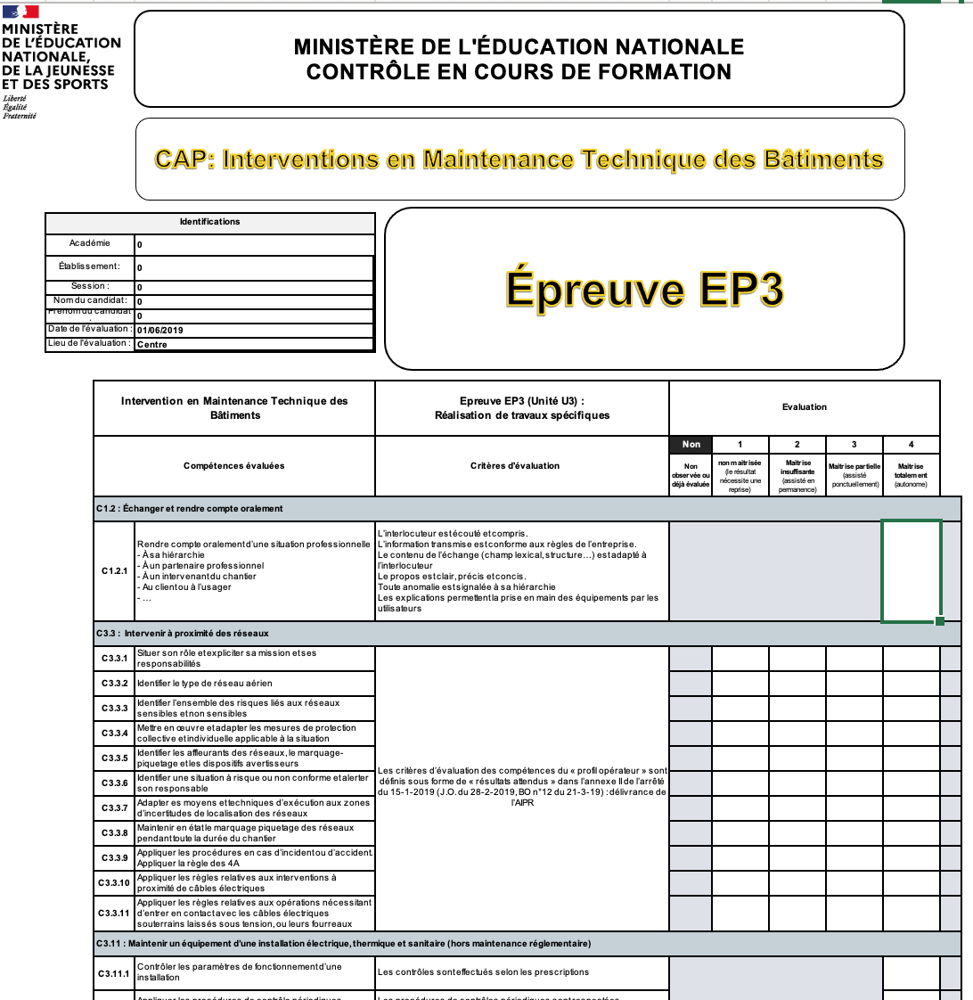 MINISTÈRE
DE L'ÉDUCATION
NATIONALE,
DE LA JEUNESSE
ET DES SPORTS
Liberté
Égalité
Fraternité
MINISTÈRE DE L'ÉDUCATION NATIONALE
CONTRÔLE EN COURS DE FORMATION
CAP: Interventions en Maintenance Technique des Bâtiments
Identifications
Académie 0
Établissement : 0
Session : 0
Nom du candidat : 0
Prénom du candidat : 0
Date de l'évaluation : 01/06/2019
Lieu de l'évaluation : Centre
Épreuve EP3
Intervention en Maintenance Technique des
Bâtiments
Epreuve EP3 (Unité U3) :
Réalisation de travaux spécifiques
Evaluation
Compétences évaluées
Critères d'évaluation
Non 1 2 3 4
Non
observée ou
déjà évaluée
non maitrisée
(le résultat
nécessite une
reprise)
Maitrise
insuffisante
(assisté en
permanence)
Maitrise partielle
(assisté
ponctuellement)
Maitrise
totalement
(autonome)
C1.2 : Échanger et rendre compte oralement
C1.2.1
Rendre compte oralement d'une situation professionnelle
- À sa hiérarchie
- À un partenaire professionnel
- À un intervenant du chantier
- Au client ou à l'usager
- …
L'interlocuteur est écouté et compris.
L'information transmise est conforme aux règles de l'entreprise.
Le contenu de l'échange (champ lexical, structure…) est adapté à
l'interlocuteur
Le propos est clair, précis et concis.
Toute anomalie est signalée à sa hiérarchie
Les explications permettent la prise en main des équipements par les
utilisateurs
C3.3 : Intervenir à proximité des réseaux
C3.3.1
Situer son rôle et expliciter sa mission et ses
responsabilités
C3.3.2
Identifier le type de réseau aérien
C3.3.3
Identifier l'ensemble des risques liés aux réseaux
sensibles et non sensibles
C3.3.4
Mettre en œuvre et adapter les mesures de protection
collective et individuelle applicable à la situation
C3.3.5
Identifier les affleurants des réseaux, le marquage-
piquetage et les dispositifs avertisseurs
C3.3.6
Identifier une situation à risque ou non conforme et alerter
son responsable
C3.3.7
Adapter es moyens et techniques d'exécution aux zones
d'incertitudes de localisation des réseaux
C3.3.8
Maintenir en état le marquage piquetage des réseaux
pendant toute la durée du chantier
C3.3.9
Appliquer les procédures en cas d'incident ou d'accident.
Appliquer la règle des 4A
C3.3.10
Appliquer les règles relatives aux interventions à
proximité de câbles électriques
C3.3.11
Appliquer les règles relatives aux opérations nécessitant
d'entrer en contact avec les câbles électriques
souterrains laissés sous tension, ou leurs fourreaux
Les critères d'évaluation des compétences du « profil opérateur » sont
définis sous forme de « résultats attendus » dans l'annexe II de l'arrêté
du 15-1-2019 (J.O. du 28-2-2019, BO n°12 du 21-3-19) : délivrance de
l'AIPR
C3.11 : Maintenir un équipement d'une installation électrique, thermique et sanitaire (hors maintenance réglementaire)
C3.11.1
Contrôler les paramètres de fonctionnement d'une
installation
Les contrôles sont effectués selon les prescriptions
Appliquer les procédures de contrôle périodiques
Les procédures de contrôles périodiques sont respectées